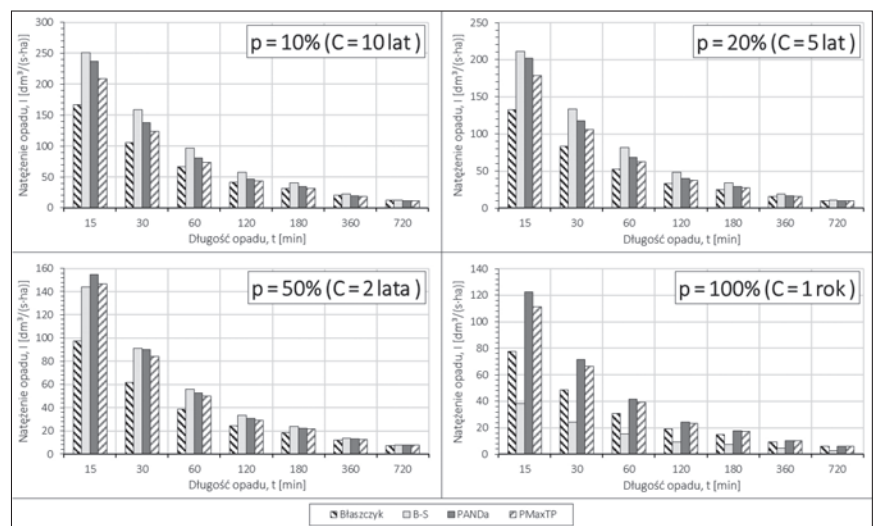 p = 10% (C = 10 lat )
Natężenie opadu, I [dm³/(s·ha)]
300
250
200
150
100
50
0
15 30 60 120 180 360 720
Długość opadu, t [min]
p = 20% (C = 5 lat )
Natężenie opadu, I [dm³/(s·ha)]
250
200
150
100
50
0
15 30 60 120 180 360 720
Długość opadu, t [min]
p = 50% (C = 2 lata )
Natężenie opadu, I [dm³/(s·ha)]
160
140
120
100
80
60
40
20
0
15 30 60 120 180 360 720
Długość opadu, t [min]
p = 100% (C = 1 rok )
Natężenie opadu, I [dm³/(s·ha)]
140
120
100
80
60
40
20
0
15 30 60 120 180 360 720
Długość opadu, t [min]
Błaszczyk B-S PANDa PMaxTP